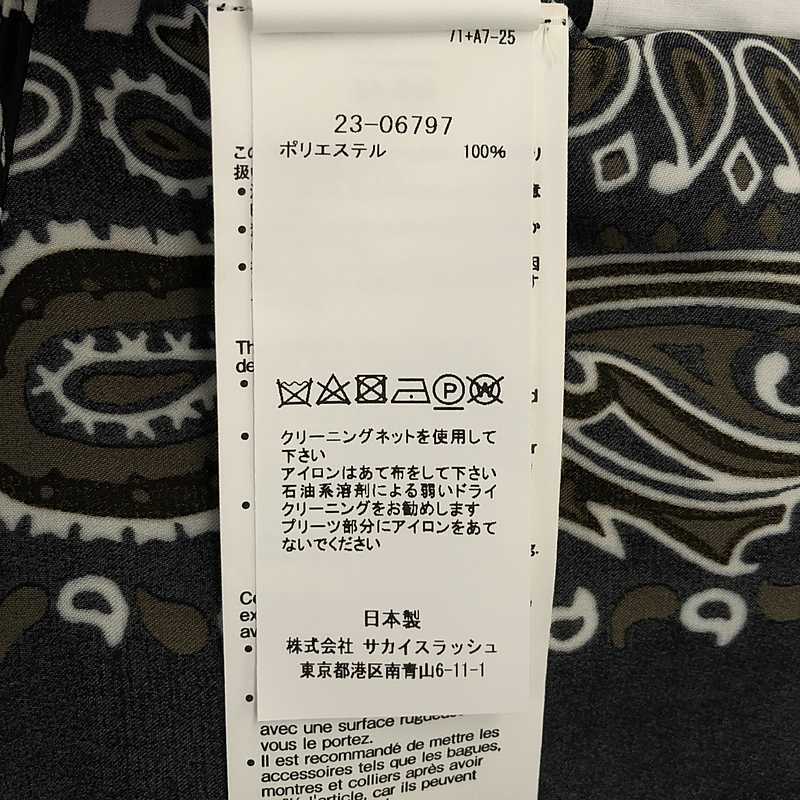 71+A7-25
23-06797
ポリエステル 100%
P
W
クリーニングネットを使用して
下さい
アイロンはあて布をして下さい
石油系溶剤による弱いドライ
クリーニングをお勧めします
プリーツ部分にアイロンをあて
ないでください
日本製
株式会社 サカイスラッシュ
東京都港区南青山6-11-1
avec une surface
vous le portez.
• Il est recommandé de mettre les
accessoires tels que les bagues,
montres et colliers après avoir
l'article, car ils peuvent